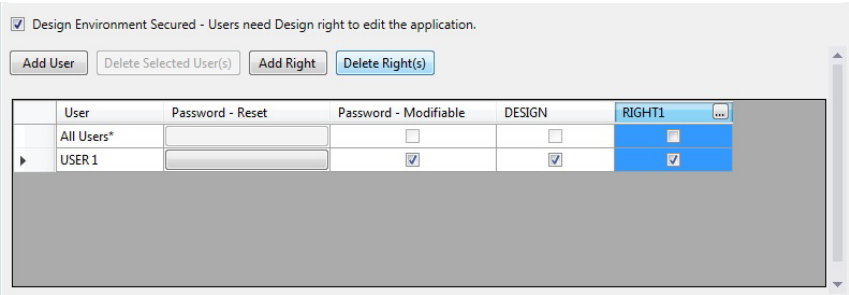 Design Environment Secured - Users need Design right to edit the application.
Add User Delete Selected User(s) Add Right Delete Right(s)
User Password - Reset Password - Modifiable DESIGN RIGHT1 ...
All Users*
USER 1